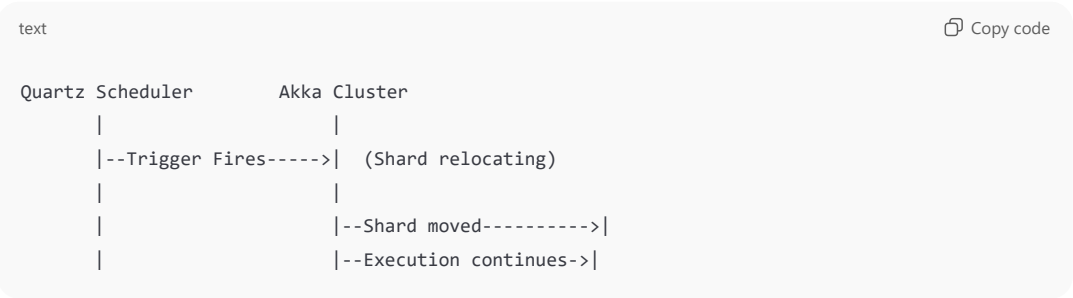 text Copy code
Quartz Scheduler        Akka Cluster
       |                      |
       |--Trigger Fires----->|  (Shard relocating)
       |                      |
       |                      |--Shard moved---------->|
       |                      |--Execution continues->|